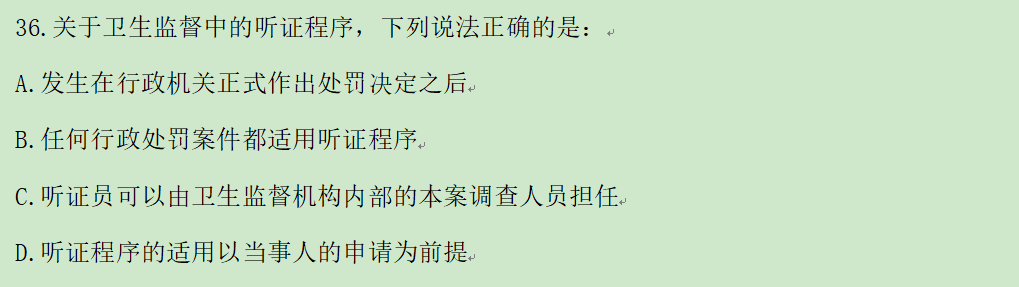 36.关于卫生监督中的听证程序，下列说法正确的是：
A.发生在行政机关正式作出处罚决定之后
B.任何行政处罚案件都适用听证程序
C.听证员可以由卫生监督机构内部的本案调查人员担任
D.听证程序的适用以当事人的申请为前提